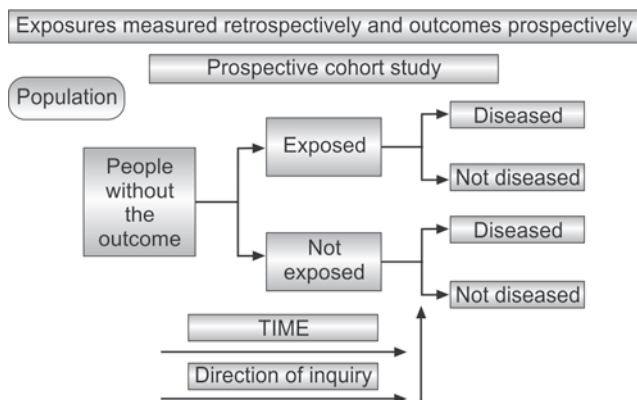 Exposures measured retrospectively and outcomes prospectively
Prospective cohort study
Population
People
without
the
outcome
Exposed
Not
exposed
Diseased
Not diseased
Diseased
Not diseased
TIME
Direction of inquiry